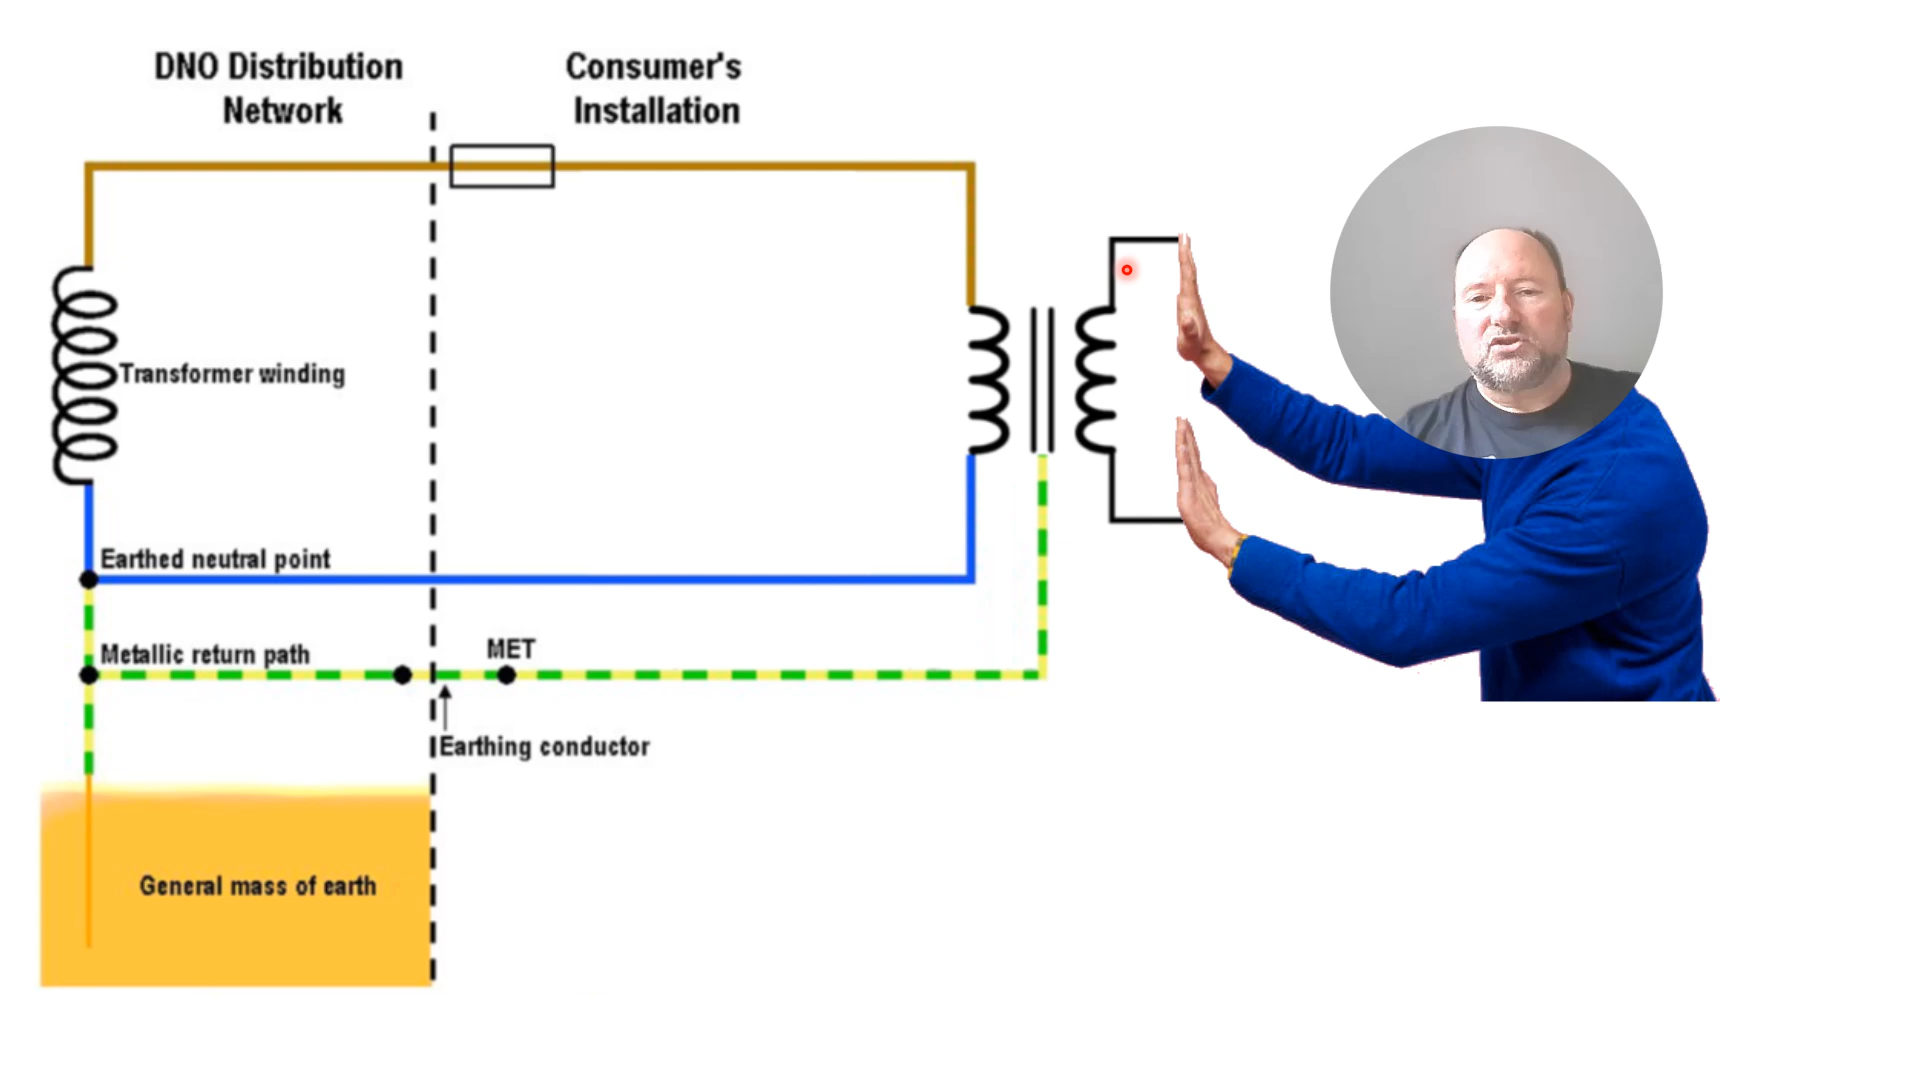 DNO Distribution
Network
Consumer's
Installation
Transformer winding
Earthed neutral point
Metallic return path
MET
Earthing conductor
General mass of earth